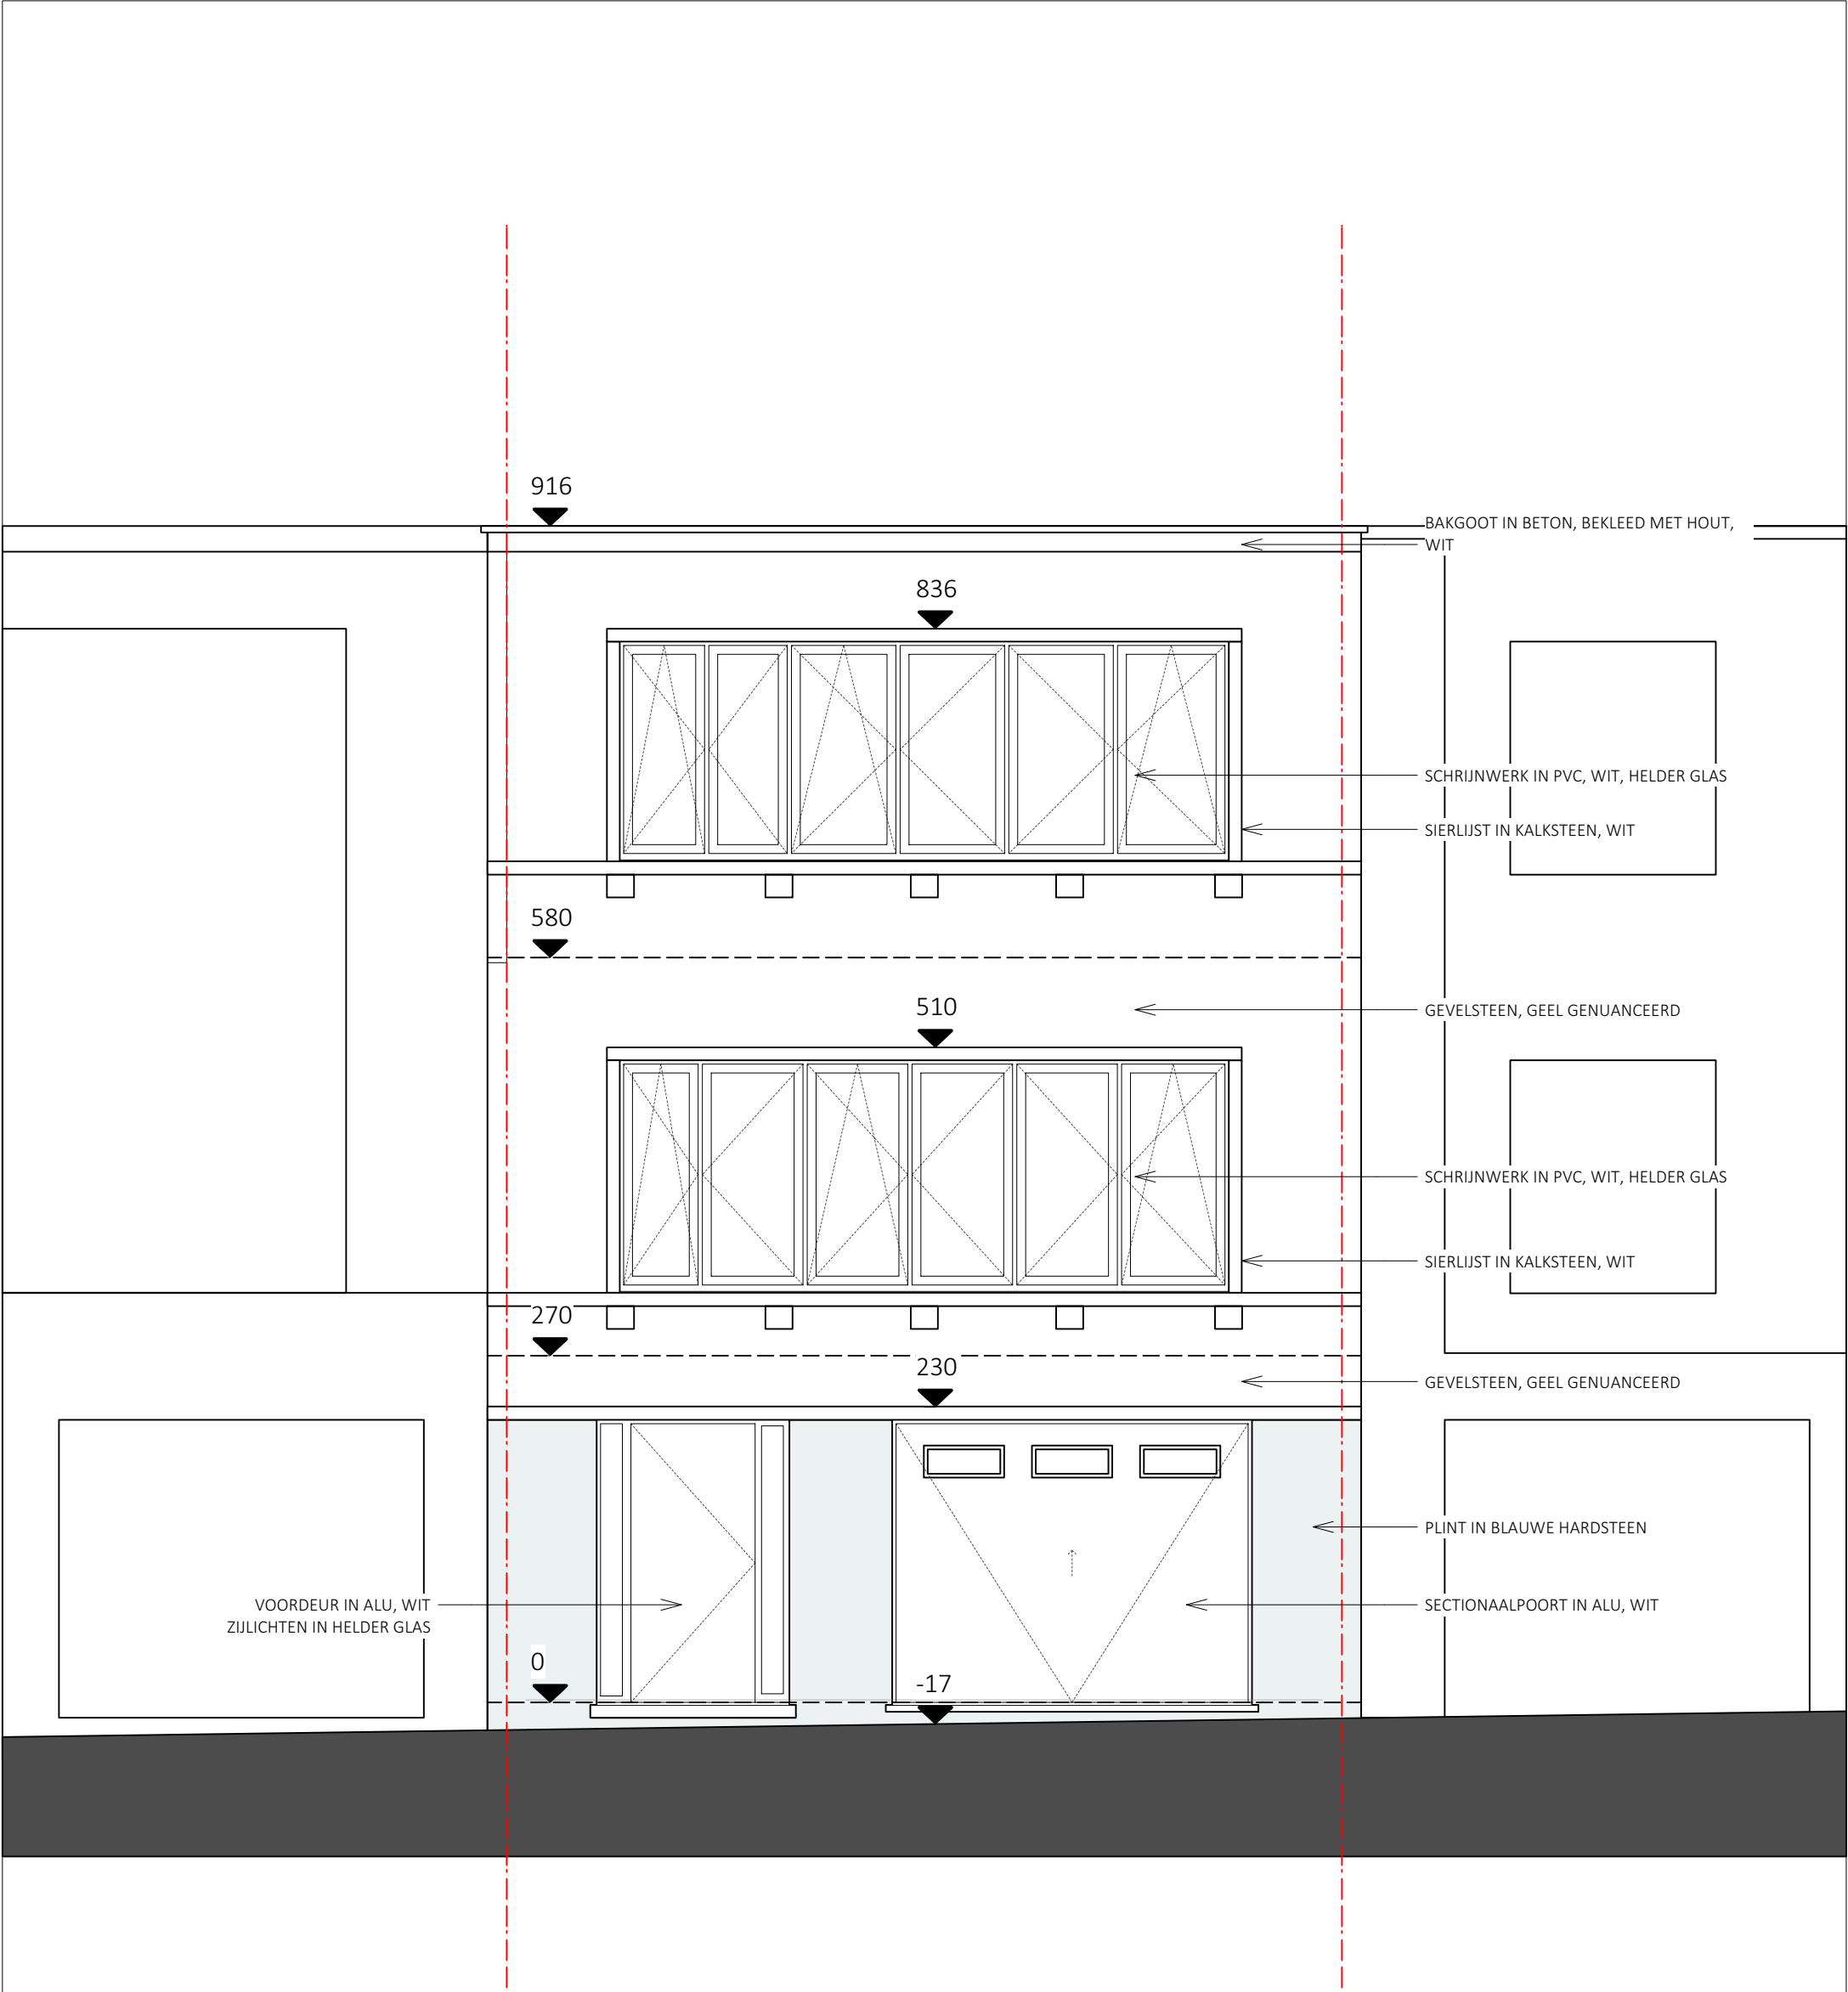 916
BAKGOOT IN BETON, BEKLEED MET HOUT,
WIT
836
SCHRIJNWERK IN PVC, WIT, HELDER GLAS
SIERLIJST IN KALKSTEEN, WIT
580
510
GEVELSTEEN, GEEL GENUANCEERD
SCHRIJNWERK IN PVC, WIT, HELDER GLAS
SIERLIJST IN KALKSTEEN, WIT
270
230
GEVELSTEEN, GEEL GENUANCEERD
PLINT IN BLAUWE HARDSTEEN
VOORDEUR IN ALU, WIT
ZIJLICHTEN IN HELDER GLAS
SECTIONAALPOORT IN ALU, WIT
0
-17